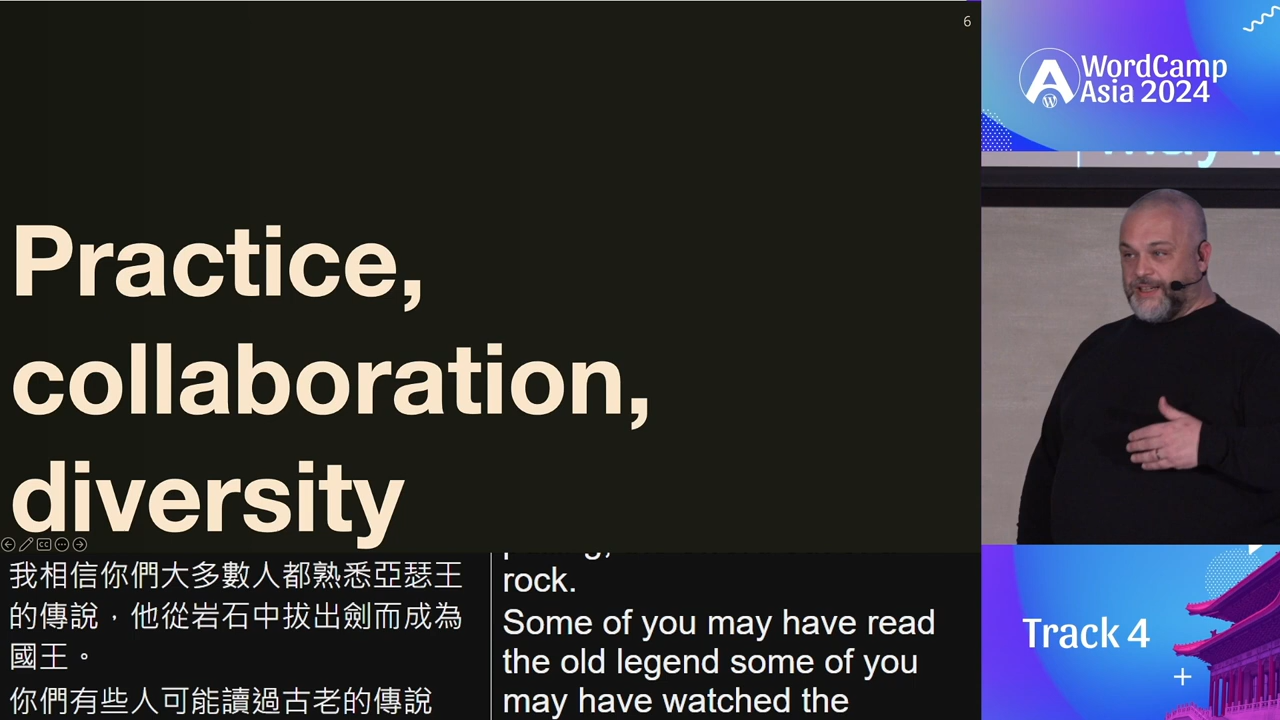 6
Practice,
collaboration,
diversity
我相信你們大多數人都熟悉亞瑟王
的傳說，他從岩石中拔出劍而成為
國王。
你們有些人可能讀過古老的傳說
rock.
Some of you may have read
the old legend some of you
may have watched the
WordCamp
Asia 2024
Track 4